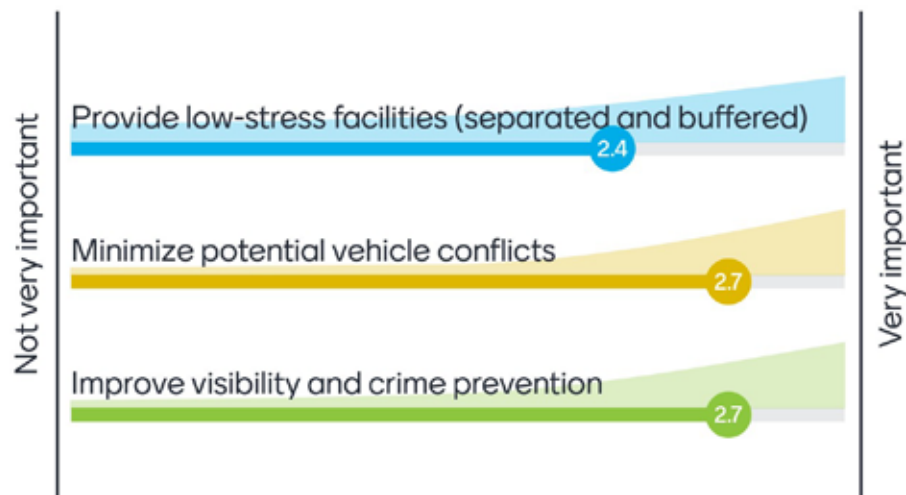 Not very important
Provide low-stress facilities (separated and buffered)
2.4
Minimize potential vehicle conflicts
2.7
Improve visibility and crime prevention
2.7
Very important